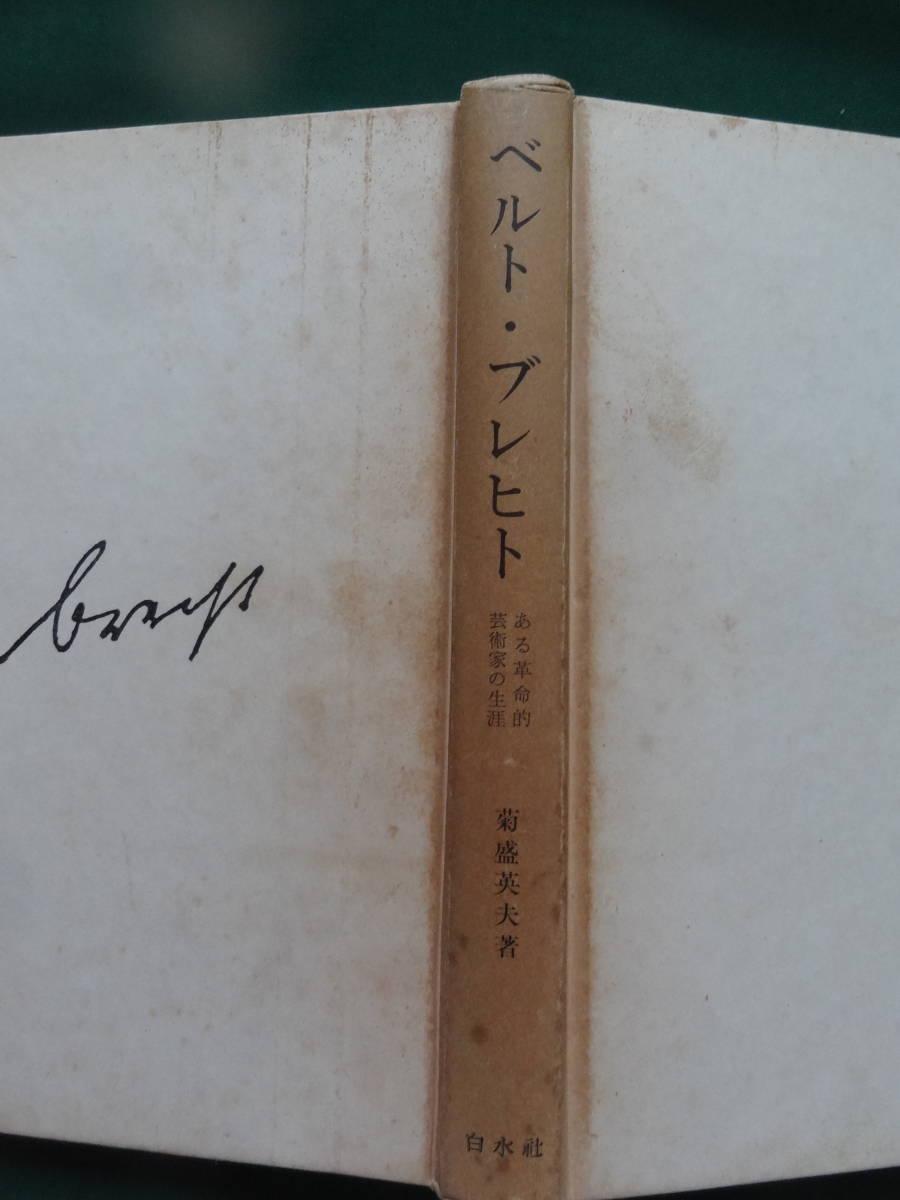 ベルト・ブレヒト
ある革命的
芸術家の生涯
菊盛英夫著
白水社
brecht